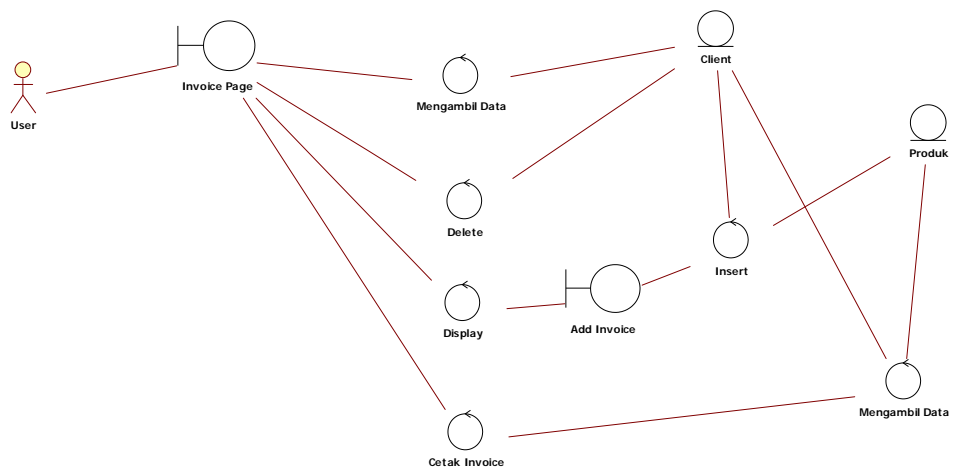 Client
Invoice Page
Mengambil Data
User
Produk
Delete
Insert
Display
Add Invoice
Mengambil Data
Cetak Invoice